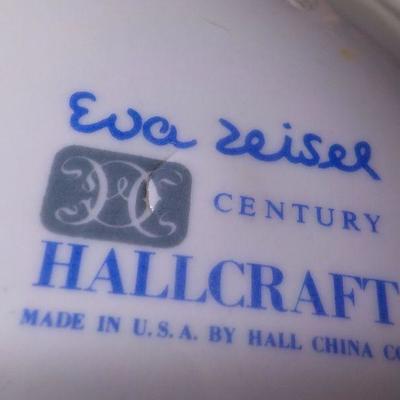 Eva Zeisel
CENTURY
HALLCRAFT
MADE IN U.S.A. BY HALL CHINA CO